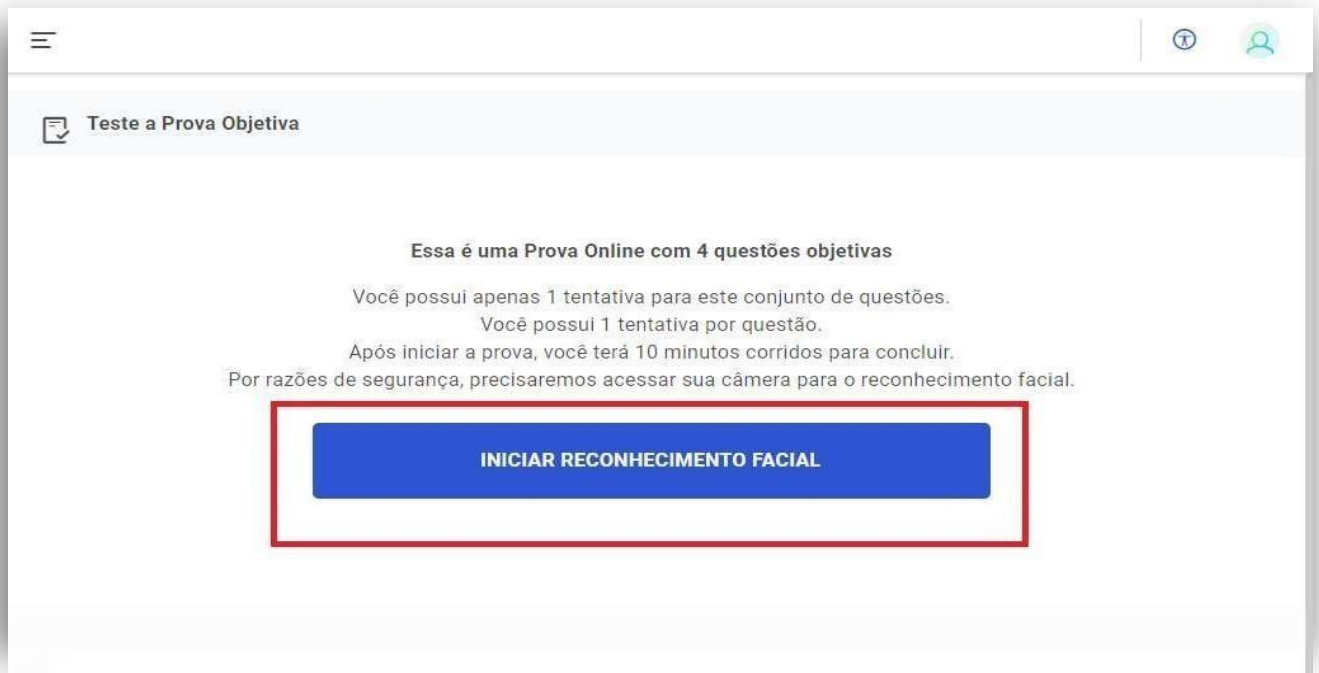 Teste a Prova Objetiva
Essa é uma Prova Online com 4 questões objetivas
Você possui apenas 1 tentativa para este conjunto de questões.
Você possui 1 tentativa por questão.
Após iniciar a prova, você terá 10 minutos corridos para concluir.
Por razões de segurança, precisaremos acessar sua câmera para o reconhecimento facial.
INICIAR RECONHECIMENTO FACIAL